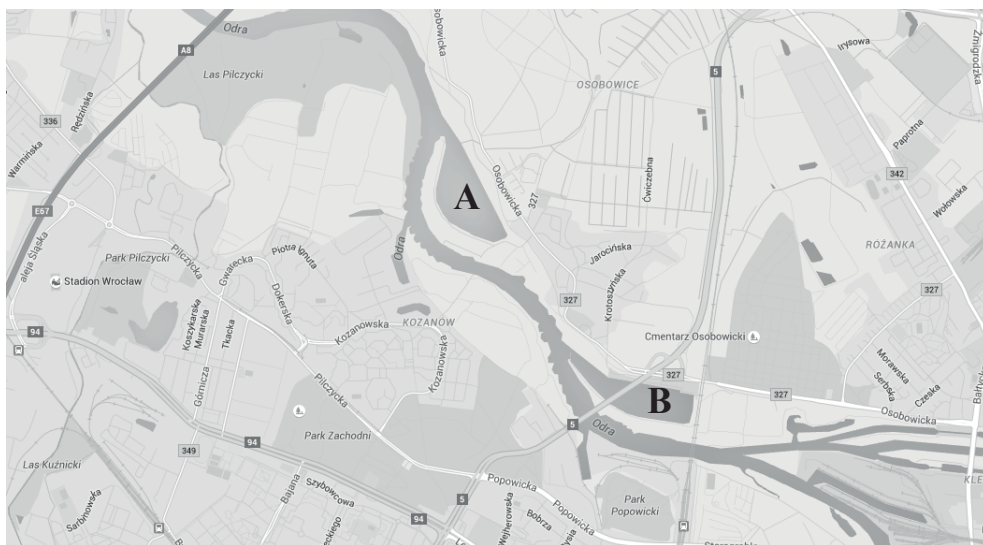 Odra
Osobowicka
A8
Las Pilczycki
Irysowa
Żmigrodzka
5
OSOBOWICE
336
Rędzińska
Warmińska
Paprotna
Osobowicka
A
327
Ćwiczebna
342
Wołowska
E67
aleja Śląska
Pilczycka
Odra
Piotra Ignuta
Park Pilczycki
Gwarecka
Jarocińska
RÓŻANKA
Stadion Wrocław
Dokerska
Krotoszyńska
327
327
Koszykarska
Murarska
Tkacka
Kozanowska
KOZANÓW
94
Cmentarz Osobowicki
Kozanowska
Górnicza
Pilczycka
327
Morawska
Serbska
Czeska
Bałtycka
B
327
Osobowicka
5
Odra
Park Zachodni
94
349
Las Kuźnicki
Bajana
Szybowcowa
Popowicka
5
94
Park
Popowicki
Popowicka
Wejherowska
Bobrza
Sarbinowska